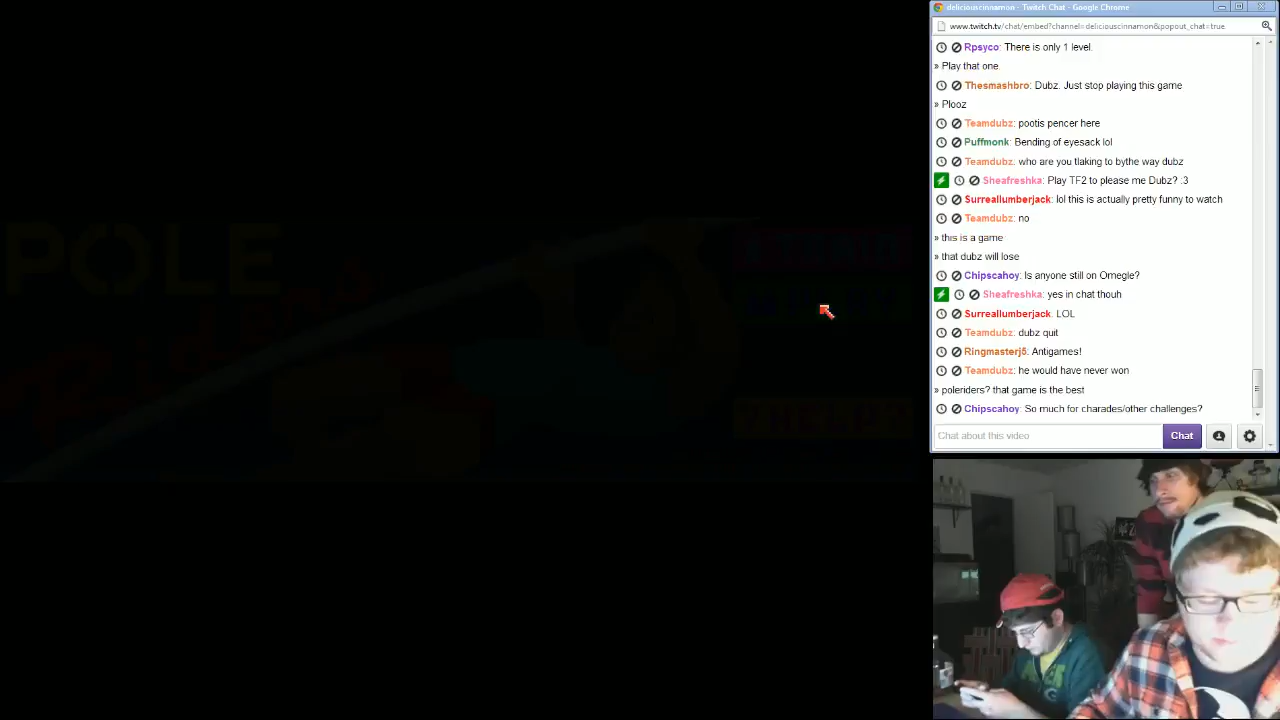 deliciouscinnamon - Twitch Chat - Google Chrome
www.twitch.tv/chat/embed?channel=deliciouscinnamon&popout_chat=true
Rpsyco: There is only 1 level.
» Play that one.
Thesmashbro: Dubz. Just stop playing this game
» Plooz
Teamdubz: pootis pencer here
Puffmonk: Bending of eyesack lol
Teamdubz: who are you tlaking to bythe way dubz
Sheafreshka: Play TF2 to please me Dubz? :3
Surreallumberjack: lol this is actually pretty funny to watch
Teamdubz: no
» this is a game
» that dubz will lose
Chipscahoy: Is anyone still on Omegle?
Sheafreshka: yes in chat thouh
Surreallumberjack: LOL
Teamdubz: dubz quit
Ringmasterj5: Antigames!
Teamdubz: he would have never won
» poleriders? that game is the best
Chipscahoy: So much for charades/other challenges?
Chat about this video
Chat
POLE